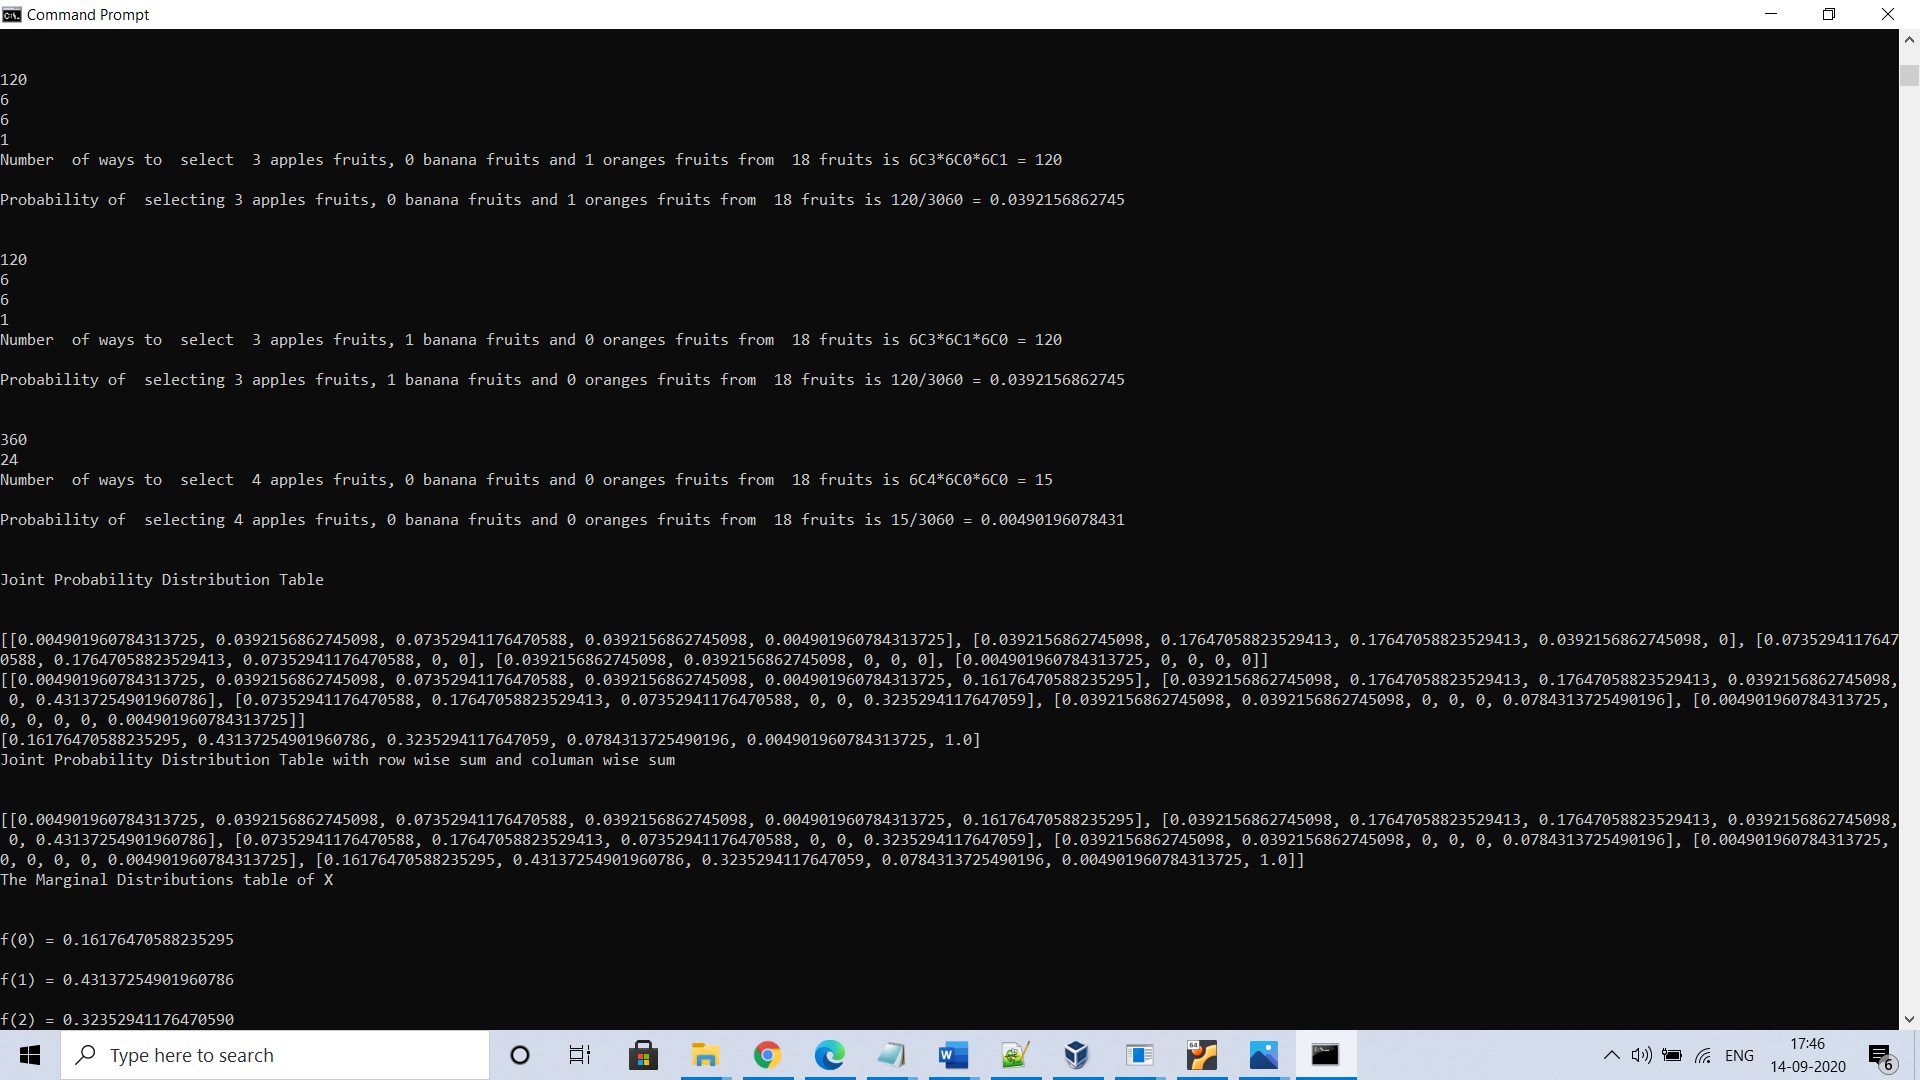 Command Prompt
120
6
6
1
Number  of ways to  select  3 apples fruits, 0 banana fruits and 1 oranges fruits from  18 fruits is 6C3*6C0*6C1 = 120
Probability of  selecting 3 apples fruits, 0 banana fruits and 1 oranges fruits from  18 fruits is 120/3060 = 0.0392156862745
120
6
6
1
Number  of ways to  select  3 apples fruits, 1 banana fruits and 0 oranges fruits from  18 fruits is 6C3*6C1*6C0 = 120
Probability of  selecting 3 apples fruits, 1 banana fruits and 0 oranges fruits from  18 fruits is 120/3060 = 0.0392156862745
360
24
Number  of ways to  select  4 apples fruits, 0 banana fruits and 0 oranges fruits from  18 fruits is 6C4*6C0*6C0 = 15
Probability of  selecting 4 apples fruits, 0 banana fruits and 0 oranges fruits from  18 fruits is 15/3060 = 0.00490196078431
Joint Probability Distribution Table
[[0.004901960784313725, 0.0392156862745098, 0.07352941176470588, 0.0392156862745098, 0.004901960784313725], [0.0392156862745098, 0.17647058823529413, 0.17647058823529413, 0.0392156862745098, 0], [0.0735294117647
0588, 0.17647058823529413, 0.07352941176470588, 0, 0], [0.0392156862745098, 0.0392156862745098, 0, 0, 0], [0.004901960784313725, 0, 0, 0, 0]]
[[0.004901960784313725, 0.0392156862745098, 0.07352941176470588, 0.0392156862745098, 0.004901960784313725, 0.16176470588235295], [0.0392156862745098, 0.17647058823529413, 0.17647058823529413, 0.0392156862745098,
 0, 0.43137254901960786], [0.07352941176470588, 0.17647058823529413, 0.07352941176470588, 0, 0, 0.3235294117647059], [0.0392156862745098, 0.0392156862745098, 0, 0, 0, 0.0784313725490196], [0.004901960784313725,
0, 0, 0, 0, 0.004901960784313725]]
[0.16176470588235295, 0.43137254901960786, 0.3235294117647059, 0.0784313725490196, 0.004901960784313725, 1.0]
Joint Probability Distribution Table with row wise sum and columan wise sum
[[0.004901960784313725, 0.0392156862745098, 0.07352941176470588, 0.0392156862745098, 0.004901960784313725, 0.16176470588235295], [0.0392156862745098, 0.17647058823529413, 0.17647058823529413, 0.0392156862745098,
 0, 0.43137254901960786], [0.07352941176470588, 0.17647058823529413, 0.07352941176470588, 0, 0, 0.3235294117647059], [0.0392156862745098, 0.0392156862745098, 0, 0, 0, 0.0784313725490196], [0.004901960784313725,
0, 0, 0, 0, 0.004901960784313725], [0.16176470588235295, 0.43137254901960786, 0.3235294117647059, 0.0784313725490196, 0.004901960784313725, 1.0]]
The Marginal Distributions table of X
f(0) = 0.16176470588235295
f(1) = 0.43137254901960786
f(2) = 0.32352941176470590
Type here to search
ENG
17:46
14-09-2020
6